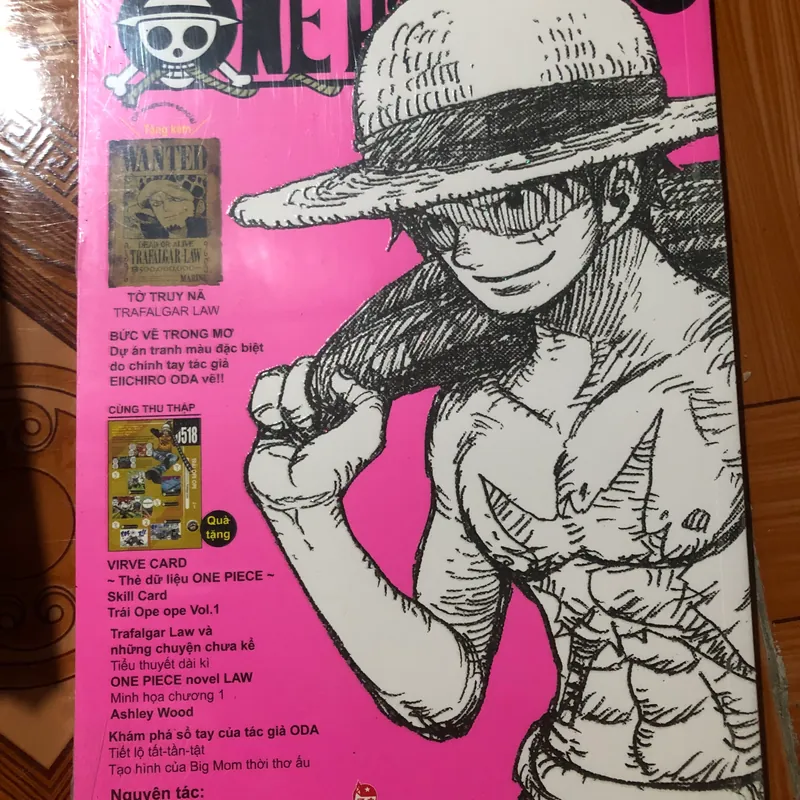 ONE
Tặng kèm
WANTED
DEAD OR ALIVE
TRAFALGAR LAW
MARINE
TỜ TRUY NÃ
TRAFALGAR LAW
BỨC VẼ TRONG MƠ
Dự án tranh màu đặc biệt
do chính tay tác giả
EIICHIRO ODA vẽ!!
CÙNG THU THẬP
518
Quà
tặng
VIRVE CARD
~ Thẻ dữ liệu ONE PIECE ~
Skill Card
Trái Ope ope Vol.1
Trafalgar Law và
những chuyện chưa kể
Tiểu thuyết dài kì
ONE PIECE novel LAW
Minh họa chương 1
Ashley Wood
Khám phá sổ tay của tác giả ODA
Tiết lộ tất-tần-tật
Tạo hình của Big Mom thời thơ ấu
Nguyên tác: